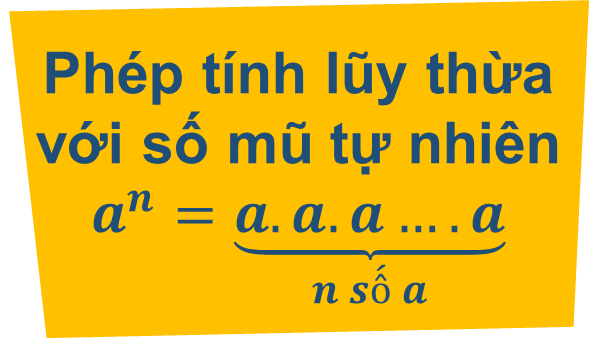 Phép tính lũy thừa
với số mũ tự nhiên
aⁿ = a. a. a ... . a
n số a